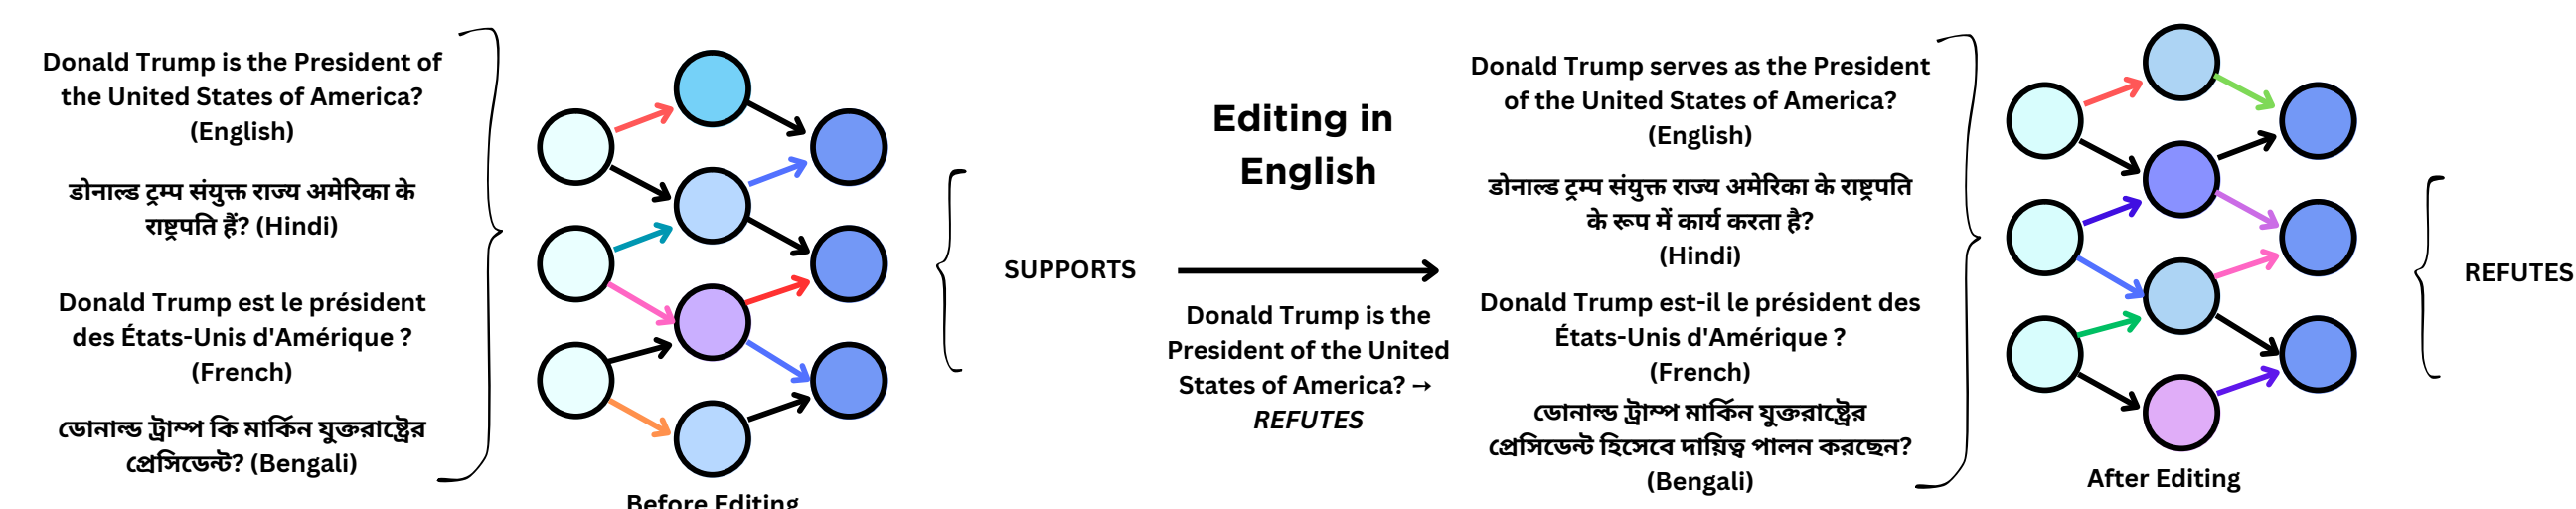 Donald Trump is the President of
the United States of America?
(English)
डोनाल्ड ट्रम्प संयुक्त राज्य अमेरिका के
राष्ट्रपति हैं? (Hindi)
Donald Trump est le président
des États-Unis d'Amérique ?
(French)
ডোনাল্ড ট্রাম্প কি মার্কিন যুক্তরাষ্ট্রের
প্রেসিডেন্ট? (Bengali)
Before Editing
SUPPORTS
Editing in
English
Donald Trump is the
President of the United
States of America? →
REFUTES
Donald Trump serves as the President
of the United States of America?
(English)
डोनाल्ड ट्रम्प संयुक्त राज्य अमेरिका के राष्ट्रपति
के रूप में कार्य करता है?
(Hindi)
Donald Trump est-il le président des
États-Unis d'Amérique ?
(French)
ডোনাল্ড ট্রাম্প মার্কিন যুক্তরাষ্ট্রের
প্রেসিডেন্ট হিসেবে দায়িত্ব পালন করছেন?
(Bengali)
After Editing
REFUTES